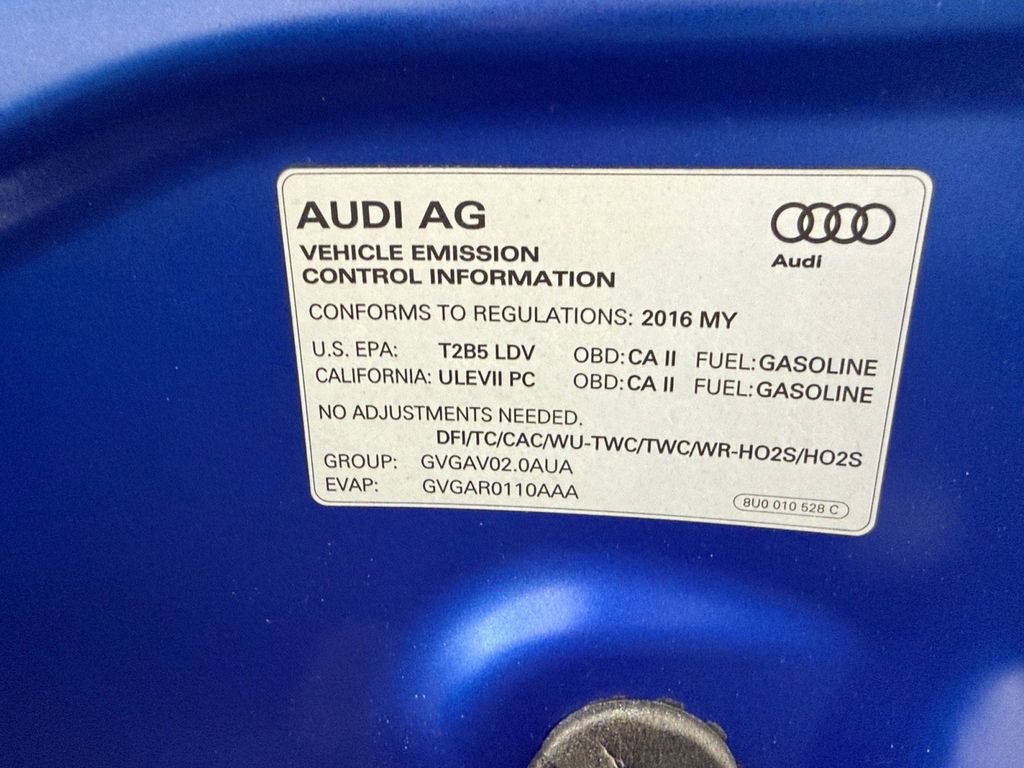 AUDI AG
Audi
VEHICLE EMISSION
CONTROL INFORMATION
CONFORMS TO REGULATIONS: 2016 MY
U.S. EPA: T2B5 LDV OBD: CA II FUEL: GASOLINE
CALIFORNIA: ULEVII PC OBD: CA II FUEL: GASOLINE
NO ADJUSTMENTS NEEDED.
DFI/TC/CAC/WU-TWC/TWC/WR-HO2S/HO2S
GROUP: GVGAV02.0AUA
EVAP: GVGAR0110AAA
8U0 010 528 C